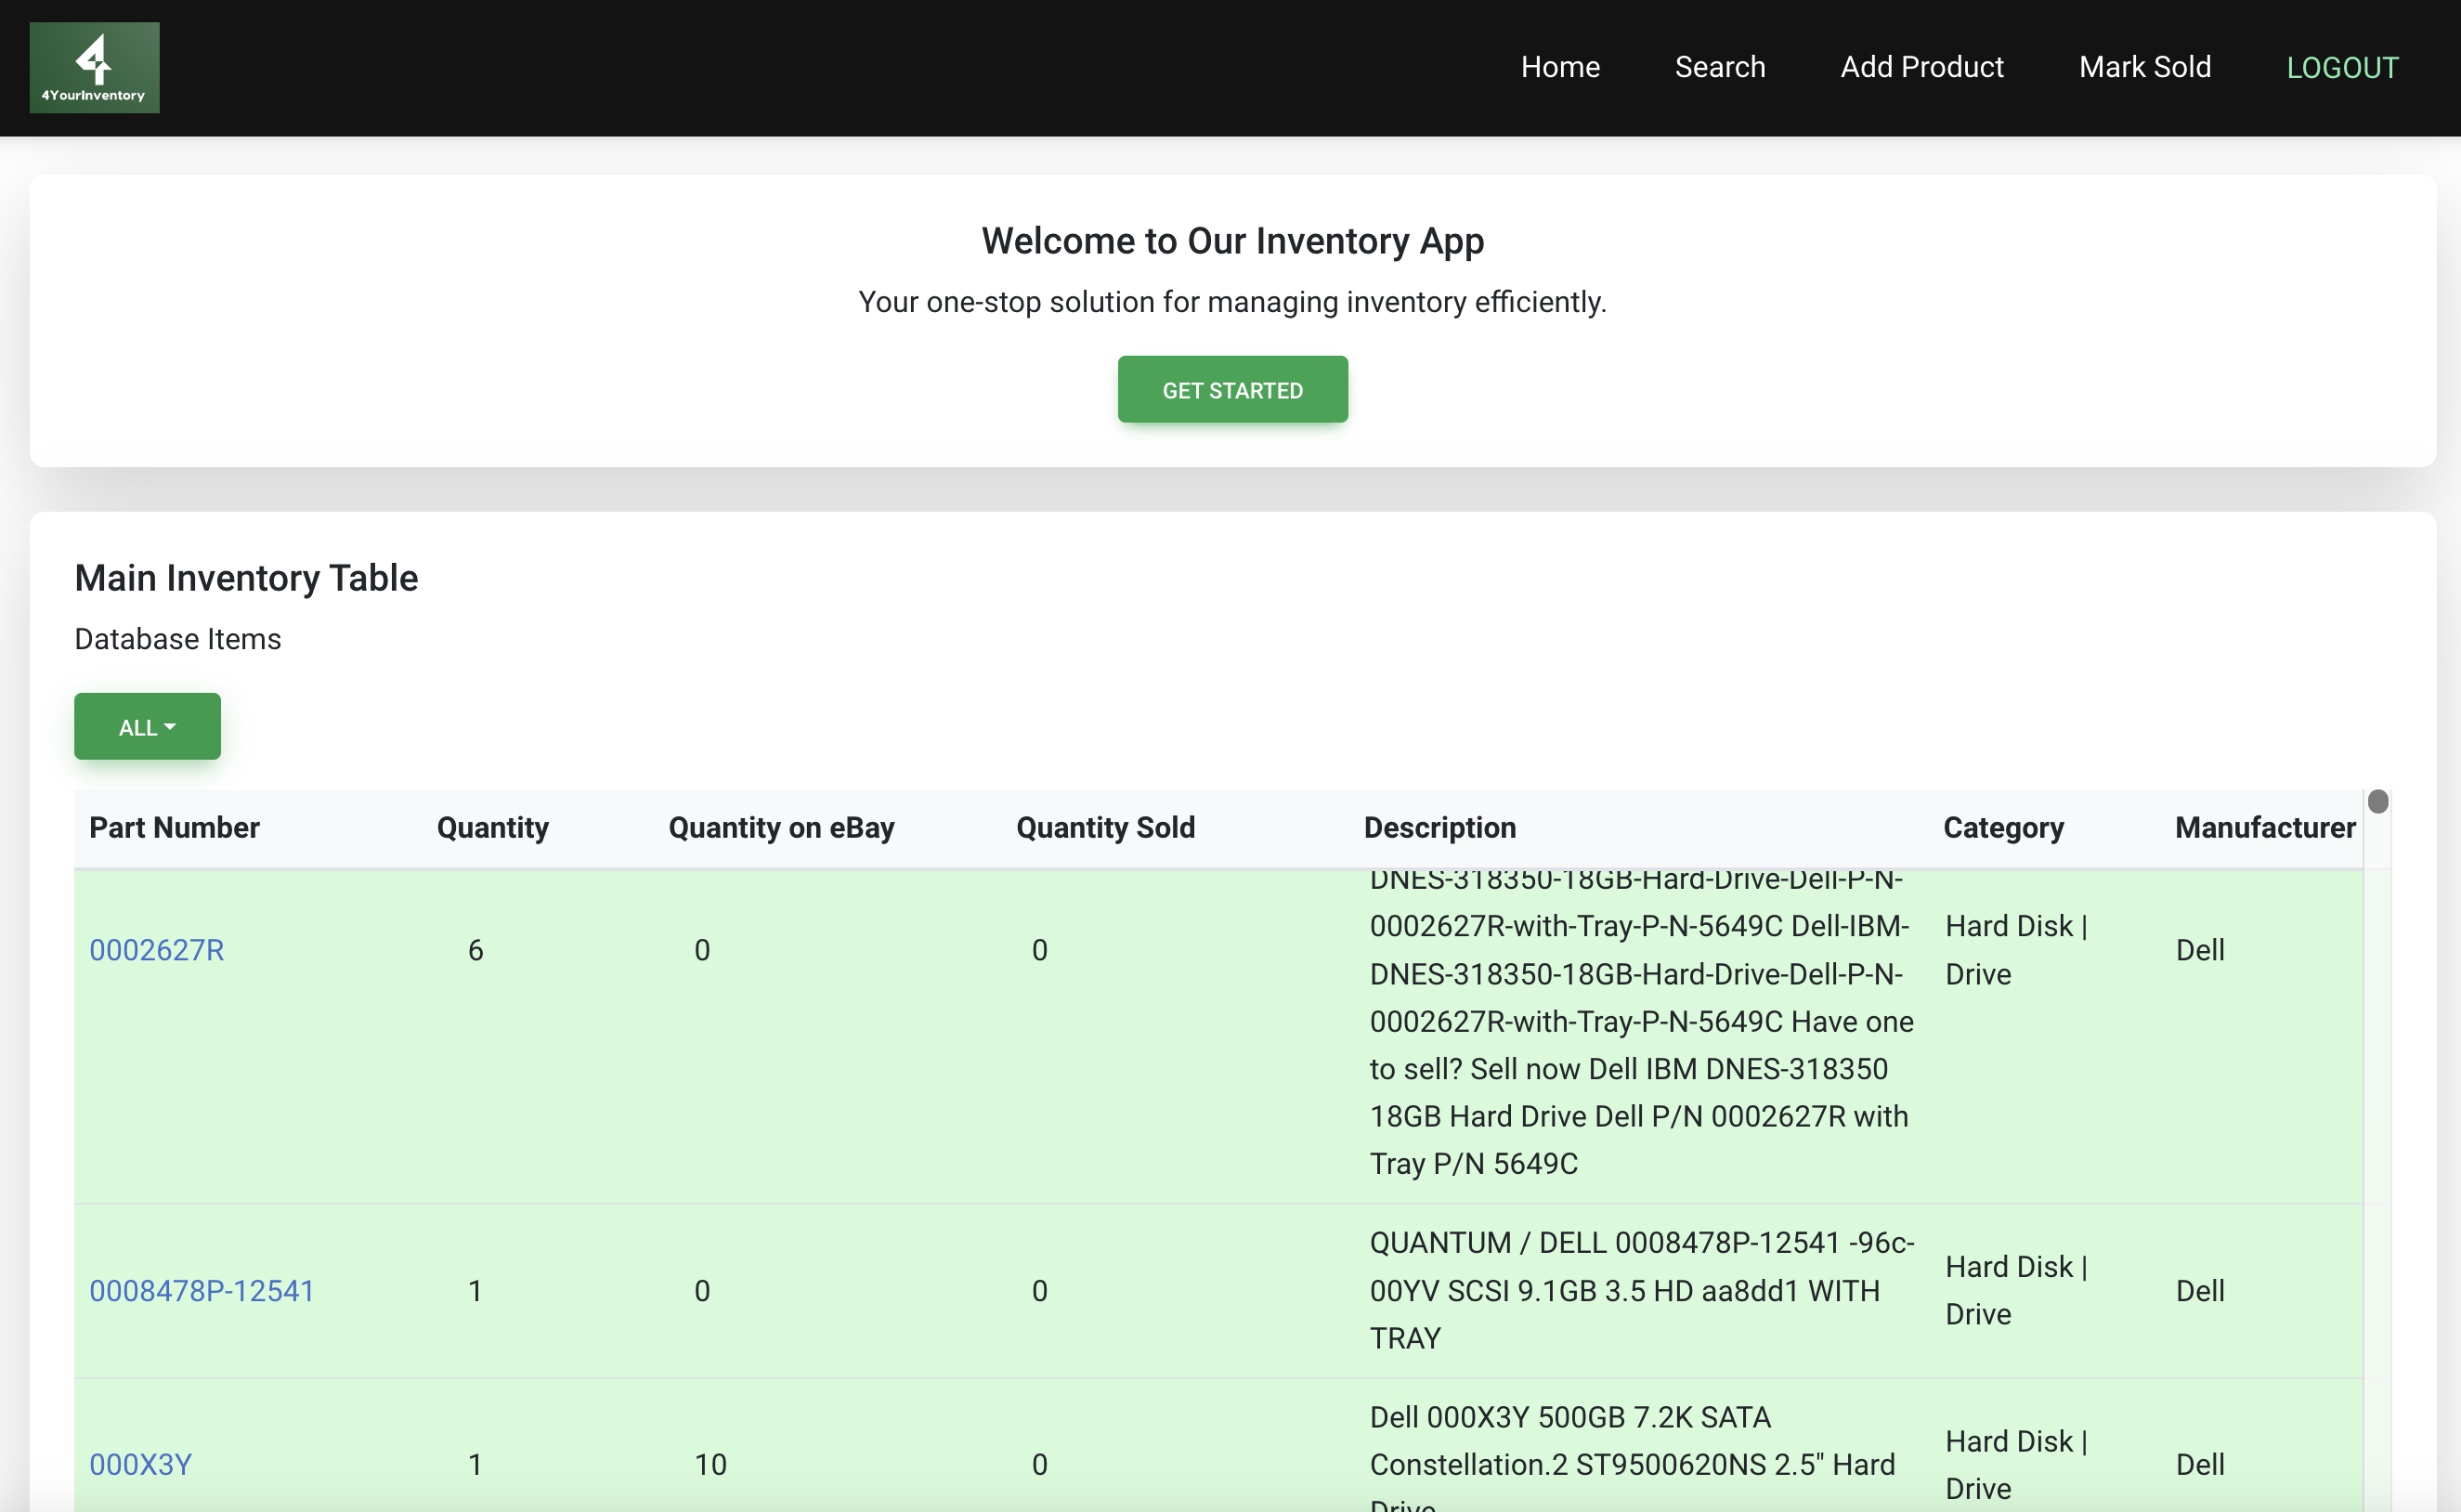 4YourInventory
Home Search Add Product Mark Sold LOGOUT
Welcome to Our Inventory App
Your one-stop solution for managing inventory efficiently.
GET STARTED
Main Inventory Table
Database Items
ALL
Part Number Quantity Quantity on eBay Quantity Sold Description Category Manufacturer
DNES-318350-18GB-Hard-Drive-Dell-P-N-
0002627R-with-Tray-P-N-5649C Dell-IBM-
DNES-318350-18GB-Hard-Drive-Dell-P-N-
0002627R-with-Tray-P-N-5649C Have one
to sell? Sell now Dell IBM DNES-318350
18GB Hard Drive Dell P/N 0002627R with
Tray P/N 5649C
0002627R 6 0 0
Hard Disk |
Drive
Dell
0008478P-12541 1 0 0
QUANTUM / DELL 0008478P-12541 -96c-
00YV SCSI 9.1GB 3.5 HD aa8dd1 WITH
TRAY
Hard Disk |
Drive
Dell
000X3Y 1 10 0
Dell 000X3Y 500GB 7.2K SATA
Constellation.2 ST9500620NS 2.5" Hard
Drive
Hard Disk |
Drive
Dell